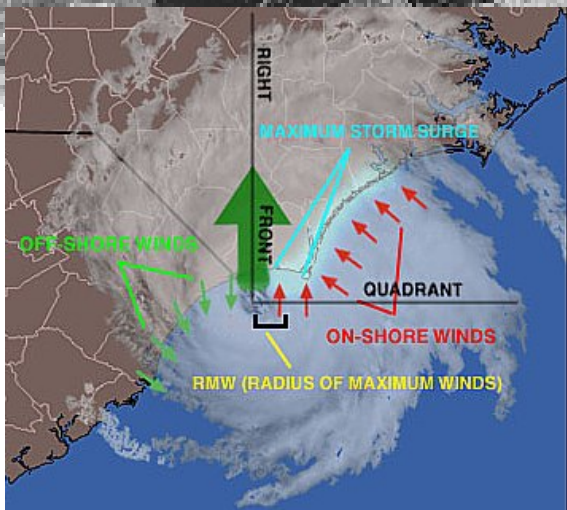 RIGHT
MAXIMUM STORM SURGE
FRONT
OFF-SHORE WINDS
QUADRANT
ON-SHORE WINDS
RMW (RADIUS OF MAXIMUM WINDS)